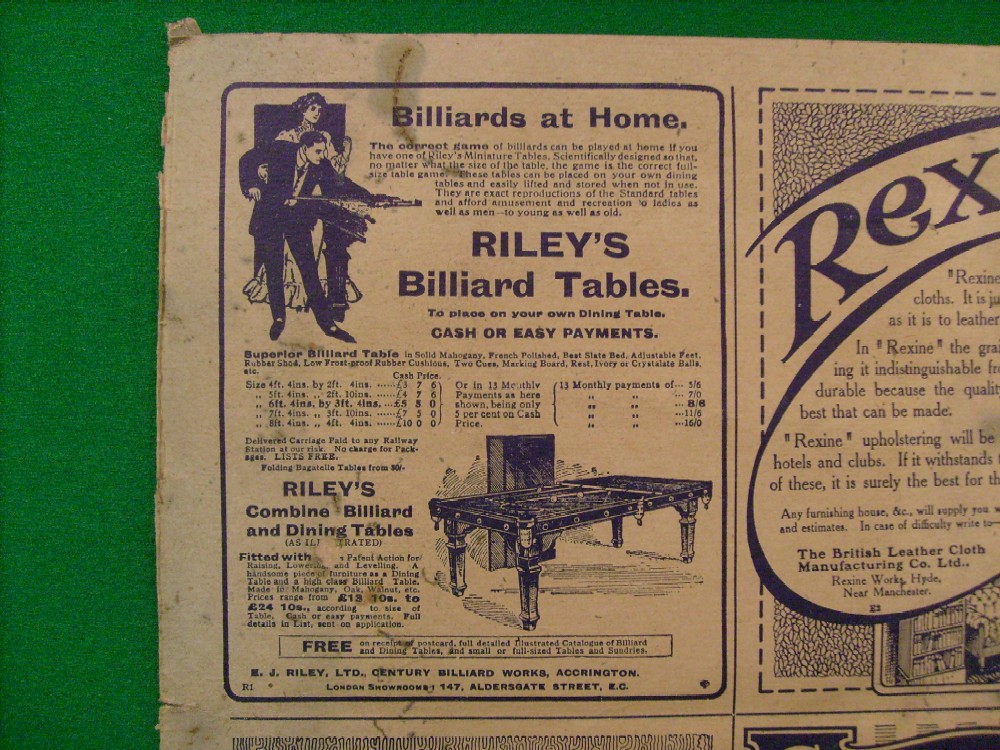 Billiards at Home.
The correct game of billiards can be played at home if you
have one of Riley's Miniature Tables. Scientifically designed so that,
no matter what the size of the table, the game is the correct full-
size table game. These tables can be placed on your own dining
tables and easily lifted and stored when not in use.
They are exact reproductions of the Standard tables
and afford amusement and recreation to ladies as
well as men—to young as well as old.
RILEY'S
Billiard Tables.
To place on your own Dining Table.
CASH OR EASY PAYMENTS.
Superior Billiard Table in Solid Mahogany, French Polished, Best Slate Bed, Adjustable Feet,
Rubber Shod, Low Frost-proof Rubber Cushions, Two Cues, Marking Board, Rest, Ivory or Crystalate Balls,
etc.
Cash Price.
Size 4ft. 4ins. by 2ft. 4ins. ......£3 7 6
„ 5ft. 4ins. „ 2ft. 10ins. ......£4 7 6
„ 6ft. 4ins. by 3ft. 4ins. ...£5 5 0
„ 7ft. 4ins. „ 3ft. 10ins. ......£7 5 0
„ 8ft. 4ins. „ 4ft. 4ins. ......£10 0 0
Or in 13 Monthly
Payments as here
shown, being only
5 per cent on Cash
Price.
13 Monthly payments of... 5/6
„ „ ... 7/0
„ „ ... 8/8
„ „ ...11/6
„ „ ...16/0
Delivered Carriage Paid to any Railway
Station at our risk. No charge for Pack-
ages. LISTS FREE.
Folding Bagatelle Tables from 30/-
RILEY'S
Combine Billiard
and Dining Tables
(AS TRATED)
Fitted with Patent Action for
Raising, Lowering and Levelling. A
handsome piece of furniture as a Dining
Table and a high class Billiard Table.
Made in Mahogany, Oak, Walnut, etc.
Prices range from £13 10s. to
£24 10s., according to size of
Table. Cash or easy payments. Full
details in List, sent on application.
FREE on receipt of postcard, full detailed Illustrated Catalogue of Billiard
and Dining Tables, and small or full-sized Tables and Sundries.
E. J. RILEY, LTD., CENTURY BILLIARD WORKS, ACCRINGTON.
R1 London Showrooms: 147, ALDERSGATE STREET, E.C.
Rex
"Rexine
cloths. It is ju
as it is to leather
In "Rexine" the grai
ing it indistinguishable fr
durable because the qualit
best that can be made.
"Rexine" upholstering will be
hotels and clubs. If it withstands t
of these, it is surely the best for th
Any furnishing house, &c., will supply you w
and estimates. In case of difficulty write to—
The British Leather Cloth
Manufacturing Co. Ltd.,
Rexine Works, Hyde,
Near Manchester.